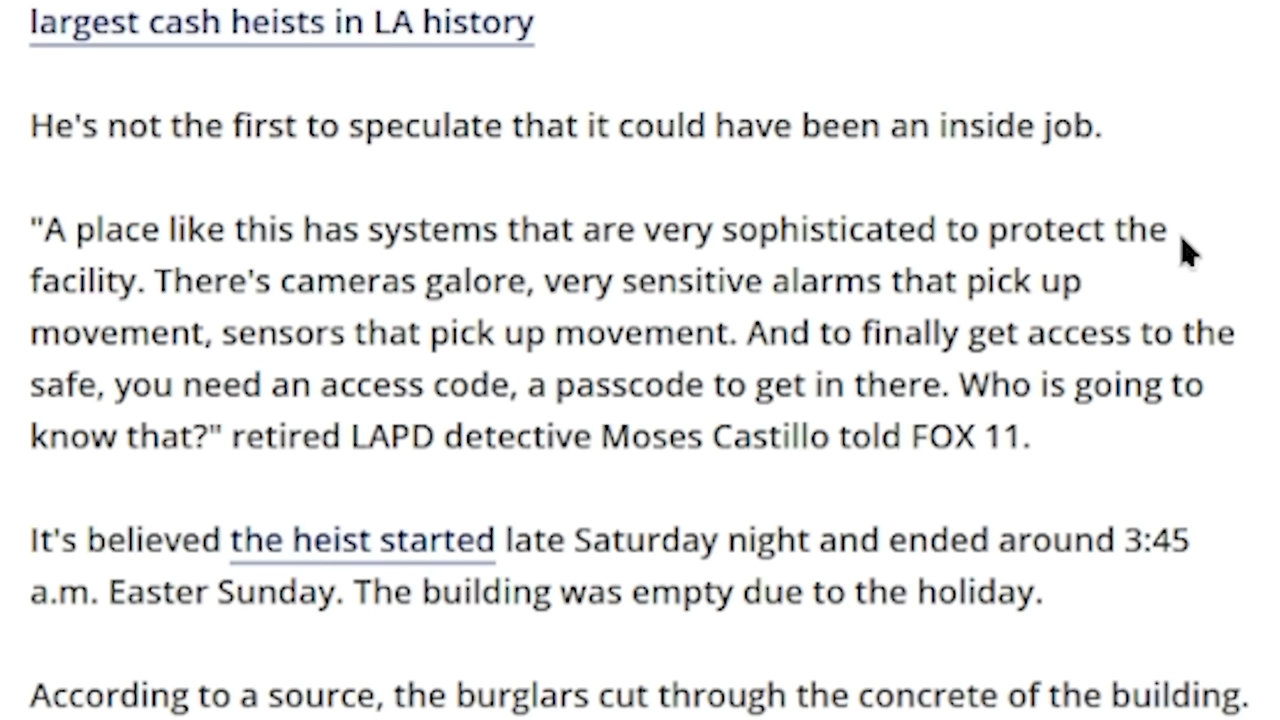 largest cash heists in LA history
He's not the first to speculate that it could have been an inside job.
"A place like this has systems that are very sophisticated to protect the
facility. There's cameras galore, very sensitive alarms that pick up
movement, sensors that pick up movement. And to finally get access to the
safe, you need an access code, a passcode to get in there. Who is going to
know that?" retired LAPD detective Moses Castillo told FOX 11.
It's believed the heist started late Saturday night and ended around 3:45
a.m. Easter Sunday. The building was empty due to the holiday.
According to a source, the burglars cut through the concrete of the building.